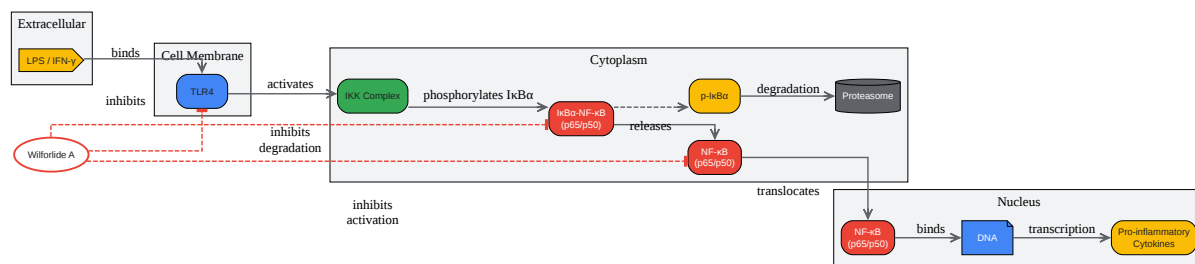 Extracellular
LPS / IFN-γ
binds
Cell Membrane
TLR4
inhibits
activates
Cytoplasm
IKK Complex
phosphorylates IκBα
IκBα-NF-κB
(p65/p50)
p-IκBα
degradation
Proteasome
releases
NF-κB
(p65/p50)
Wilforlide A
inhibits
degradation
inhibits
activation
translocates
Nucleus
NF-κB
(p65/p50)
binds
DNA
transcription
Pro-inflammatory
Cytokines